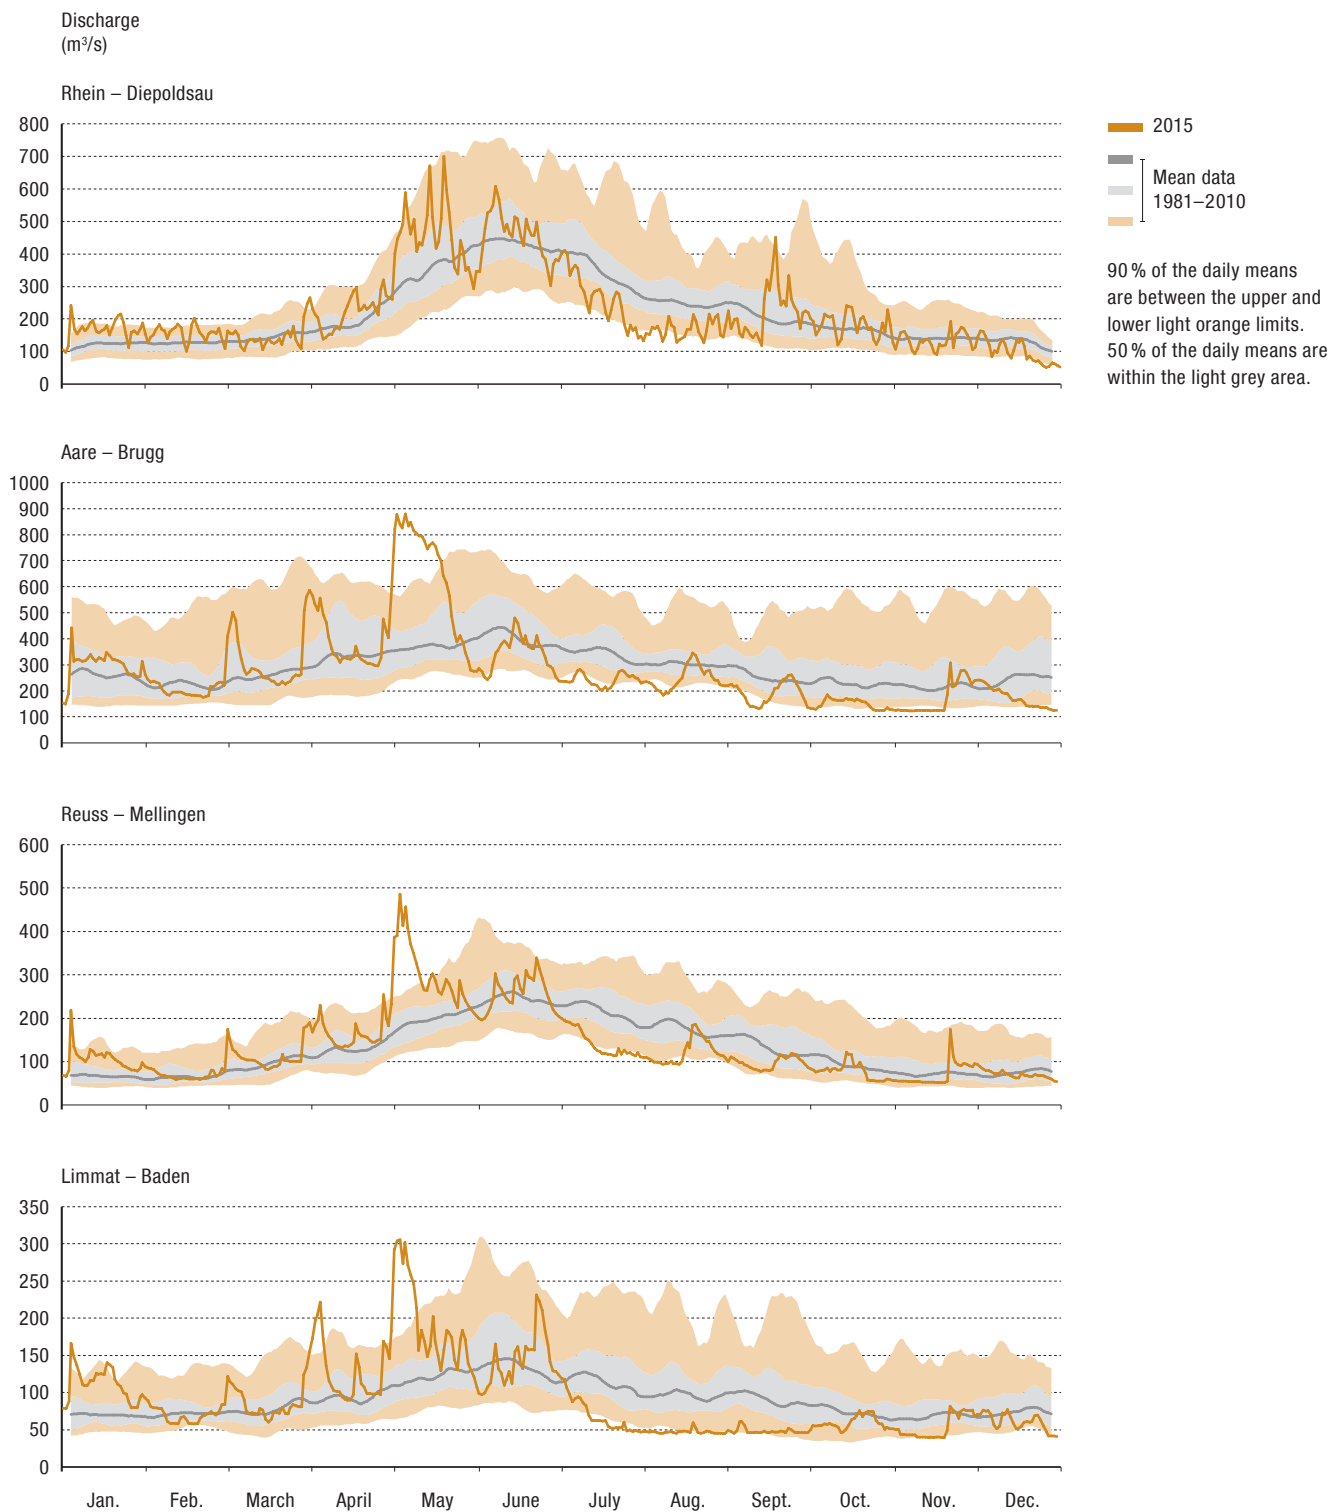 Discharge
(m³/s)
Rhein – Diepoldsau
800
700
600
500
400
300
200
100
0
2015
Mean data
1981–2010
90 % of the daily means
are between the upper and
lower light orange limits.
50 % of the daily means are
within the light grey area.
Aare – Brugg
1000
900
800
700
600
500
400
300
200
100
0
Reuss – Mellingen
600
500
400
300
200
100
0
Limmat – Baden
350
300
250
200
150
100
50
0
Jan. Feb. March April May June July Aug. Sept. Oct. Nov. Dec.